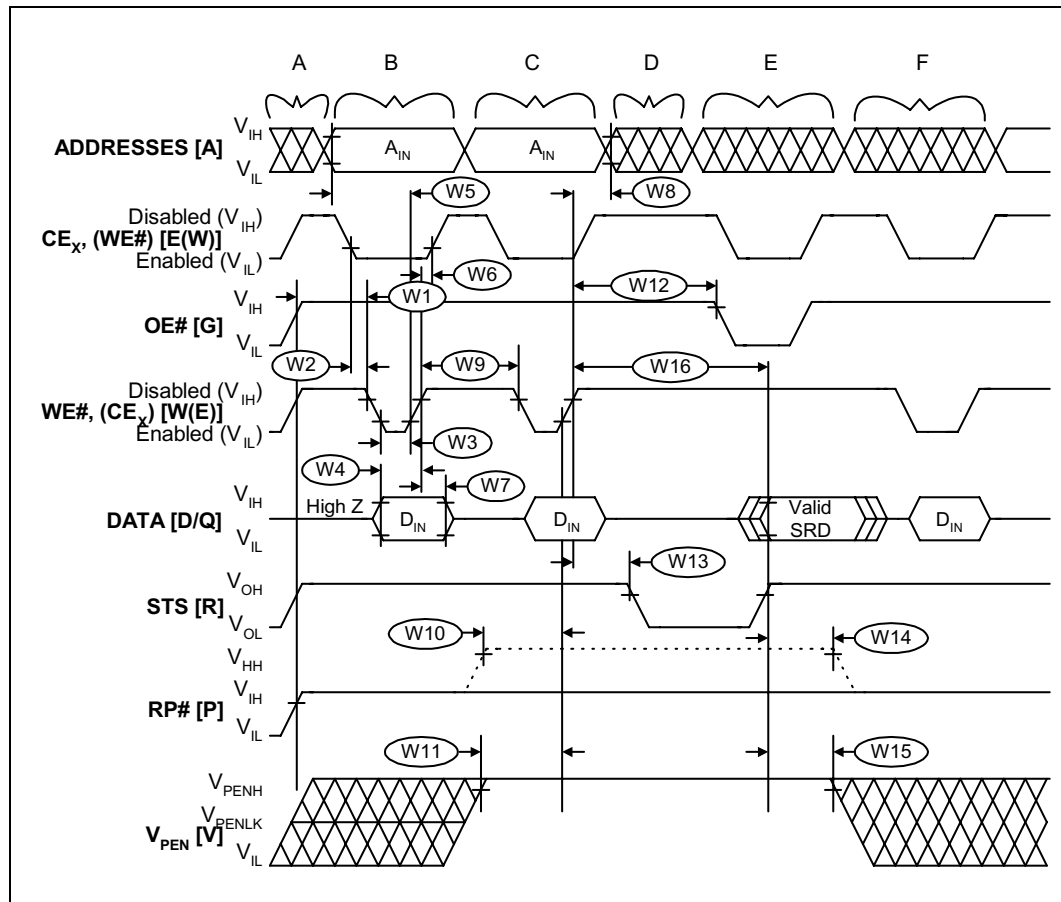 A B C D E F
V_IH
ADDRESSES [A] A_IN A_IN
V_IL
W5 W8
Disabled (V_IH)
CE_X, (WE#) [E(W)]
Enabled (V_IL)
W6
W1 W12
V_IH
OE# [G]
V_IL
W2 W9 W16
Disabled (V_IH)
WE#, (CE_X) [W(E)]
Enabled (V_IL)
W3
W4 W7
V_IH High Z
DATA [D/Q] D_IN D_IN Valid SRD D_IN
V_IL
W13
V_OH
STS [R]
V_OL
W10 W14
V_HH
V_IH
RP# [P]
V_IL
W11 W15
V_PENH
V_PENLK
V_PEN [V]
V_IL